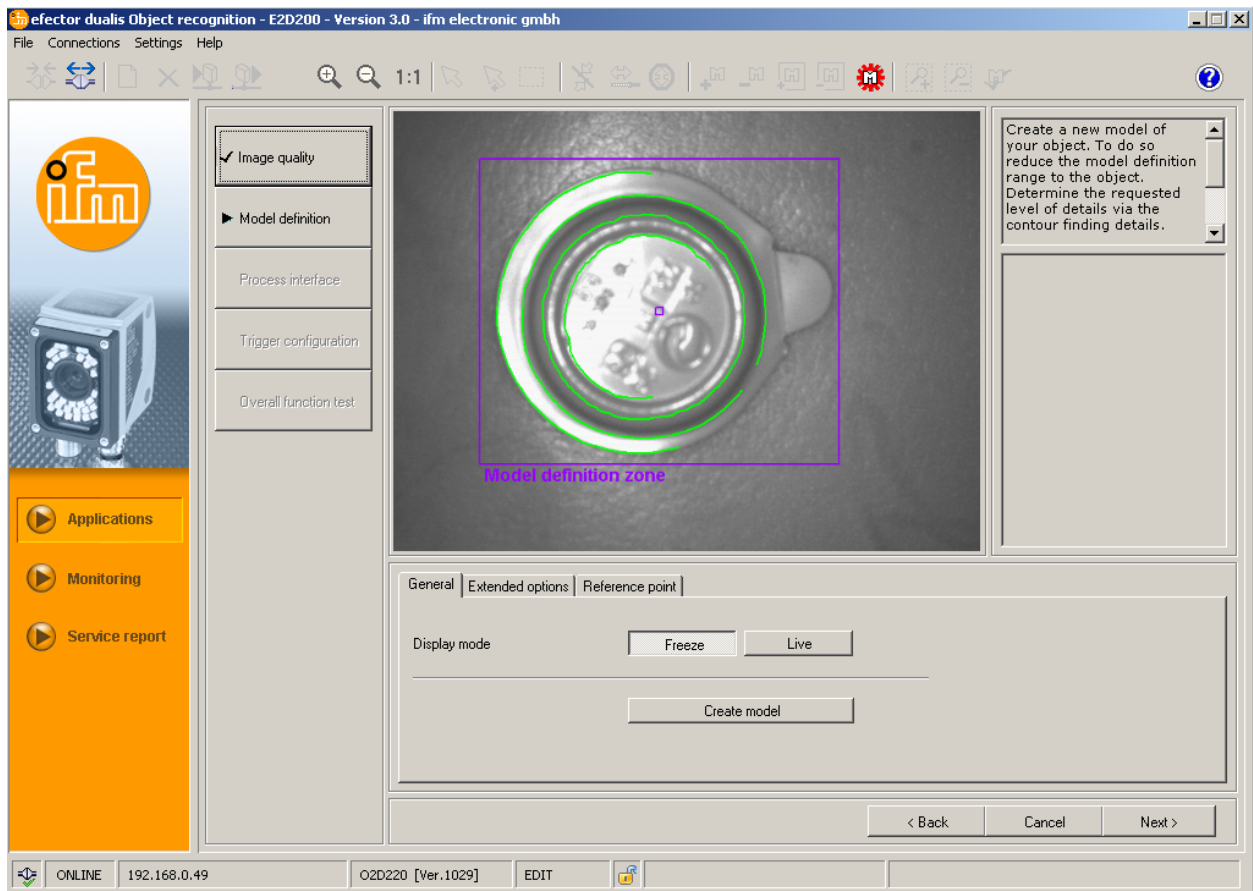 efector dualis Object recognition - E2D200 - Version 3.0 - ifm electronic gmbh
File Connections Settings Help
1:1
ifm
Image quality
Model definition
Process interface
Trigger configuration
Overall function test
Model definition zone
Create a new model of
your object. To do so
reduce the model definition
range to the object.
Determine the requested
level of details via the
contour finding details.
Applications
Monitoring
Service report
General Extended options Reference point
Display mode Freeze Live
Create model
< Back Cancel Next >
ONLINE 192.168.0.49 O2D220 [Ver.1029] EDIT